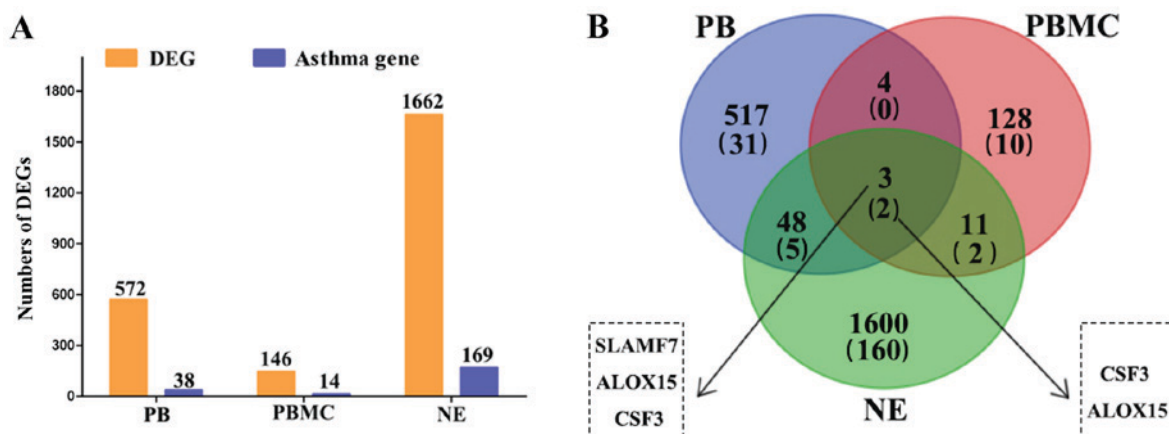 A
DEG
Asthma gene
Numbers of DEGs
1800
1500
1200
900
600
300
0
572
38
146
14
1662
169
PB
PBMC
NE
B
PB
PBMC
517
(31)
4
(0)
128
(10)
3
(2)
48
(5)
11
(2)
1600
(160)
NE
SLAMF7
ALOX15
CSF3
CSF3
ALOX15